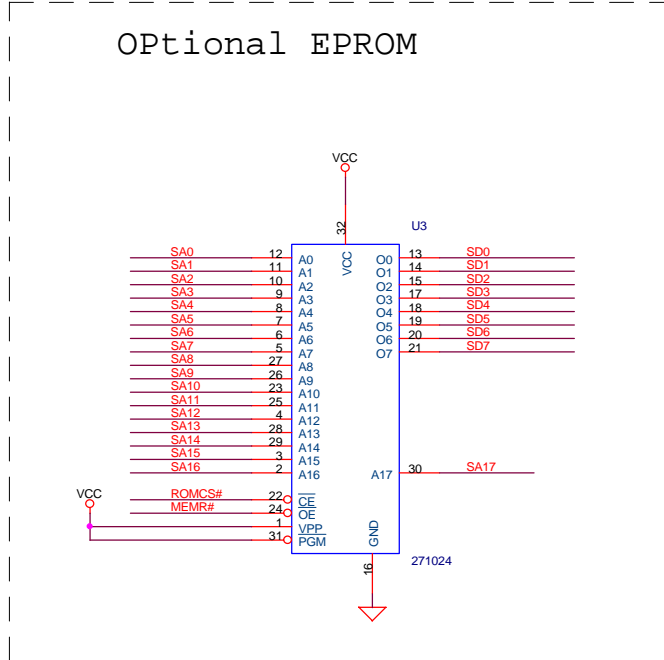 OPtional EPROM
VCC
U3
32
VCC
SA0 12 A0 O0 13 SD0
SA1 11 A1 O1 14 SD1
SA2 10 A2 O2 15 SD2
SA3 9 A3 O3 17 SD3
SA4 8 A4 O4 18 SD4
SA5 7 A5 O5 19 SD5
SA6 6 A6 O6 20 SD6
SA7 5 A7 O7 21 SD7
SA8 27 A8
SA9 26 A9
SA10 23 A10
SA11 25 A11
SA12 4 A12
SA13 28 A13
SA14 29 A14
SA15 3 A15
SA16 2 A16 A17 30 SA17
VCC
ROMCS# 22 CE
MEMR# 24 OE
1 VPP
31 PGM
GND
16
271024